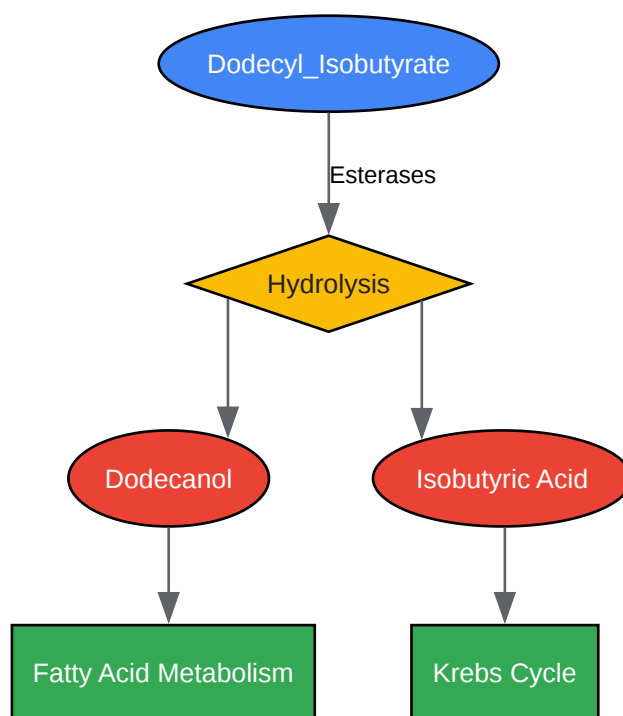 Dodecyl_Isobutyrate
Esterases
Hydrolysis
Dodecanol
Isobutyric Acid
Fatty Acid Metabolism
Krebs Cycle